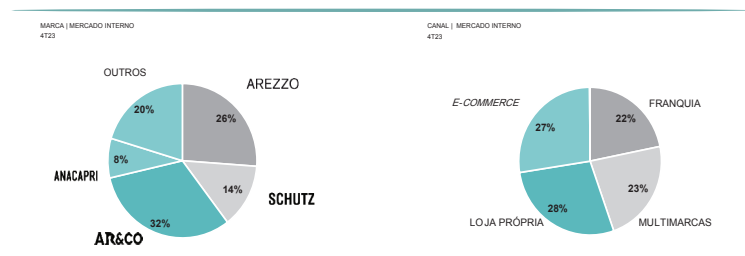 MARCA | MERCADO INTERNO
4T23
OUTROS
AREZZO
20%
26%
8%
ANACAPRI
14%
SCHUTZ
32%
AR&CO
CANAL | MERCADO INTERNO
4T23
E-COMMERCE
FRANQUIA
22%
27%
23%
28%
LOJA PRÓPRIA
MULTIMARCAS